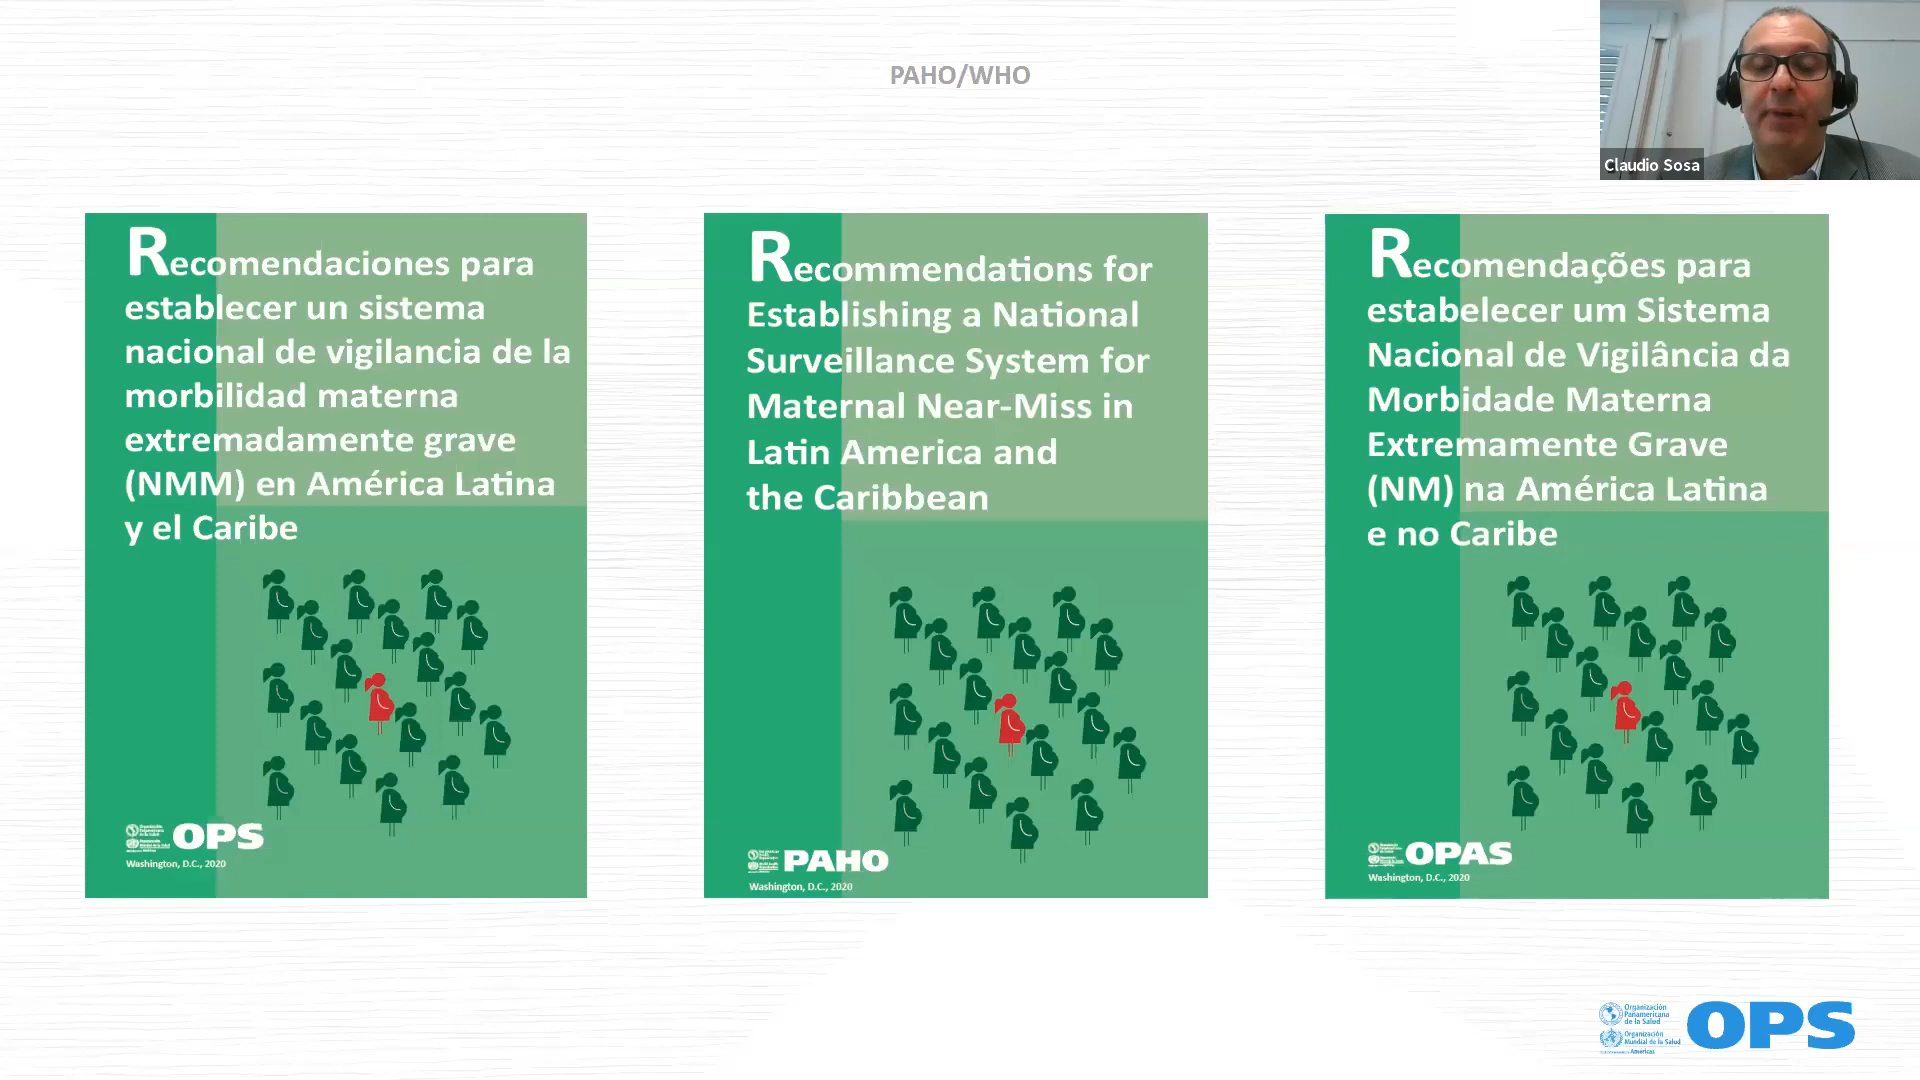 PAHO/WHO
Claudio Sosa
Recomendaciones para
establecer un sistema
nacional de vigilancia de la
morbilidad materna
extremadamente grave
(NMM) en América Latina
y el Caribe
OPS
Washington, D.C., 2020
Recommendations for
Establishing a National
Surveillance System for
Maternal Near-Miss in
Latin America and
the Caribbean
PAHO
Washington, D.C., 2020
Recomendações para
estabelecer um Sistema
Nacional de Vigilância da
Morbidade Materna
Extremamente Grave
(NM) na América Latina
e no Caribe
OPAS
Washington, D.C., 2020
Organización
Panamericana
de la Salud
Organización
Mundial de la Salud
Américas
OPS